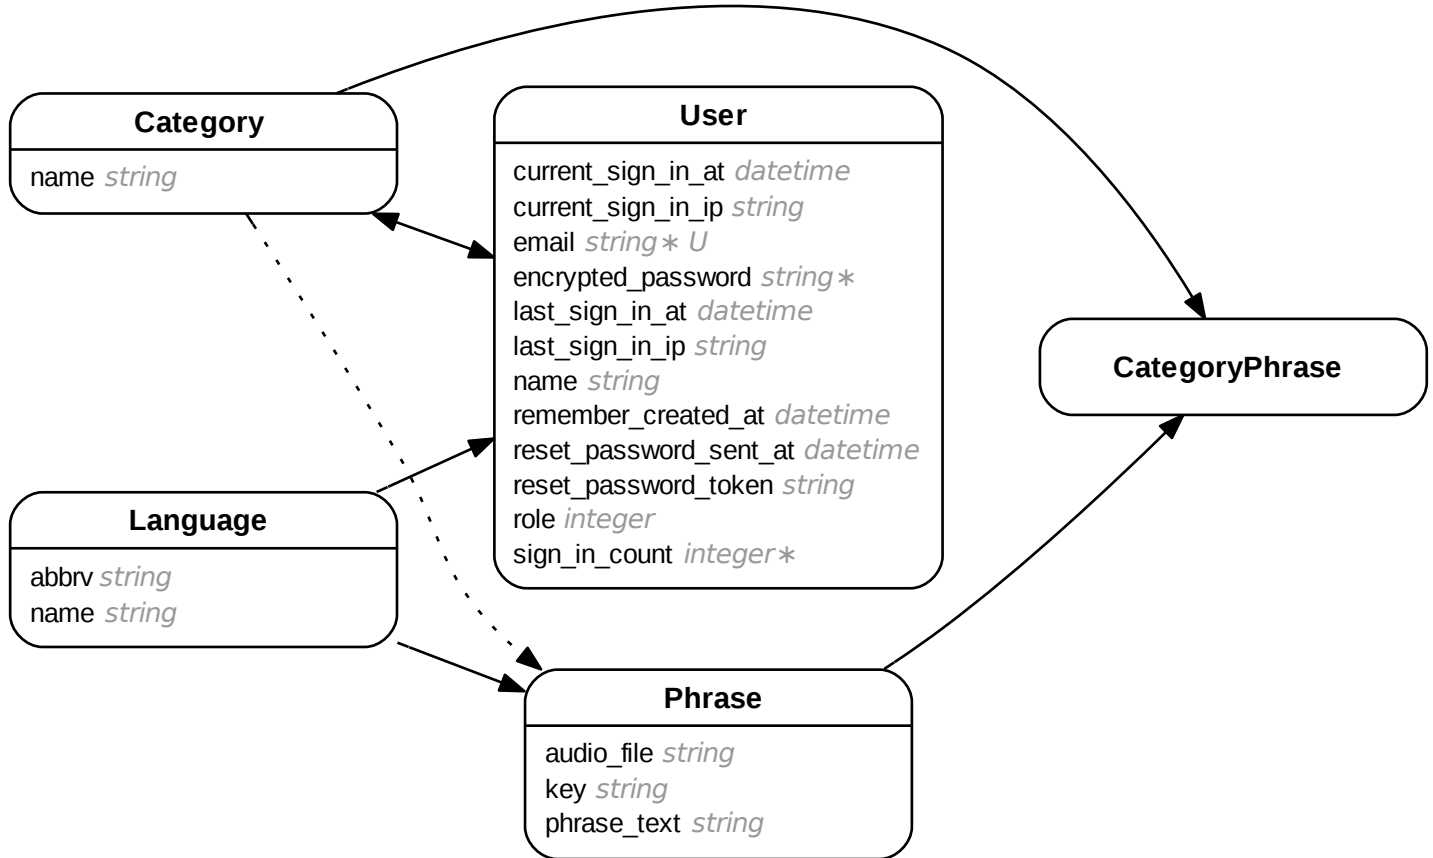 Category
name string
User
current_sign_in_at datetime
current_sign_in_ip string
email string∗ U
encrypted_password string∗
last_sign_in_at datetime
last_sign_in_ip string
name string
remember_created_at datetime
reset_password_sent_at datetime
reset_password_token string
role integer
sign_in_count integer∗
CategoryPhrase
Language
abbrv string
name string
Phrase
audio_file string
key string
phrase_text string